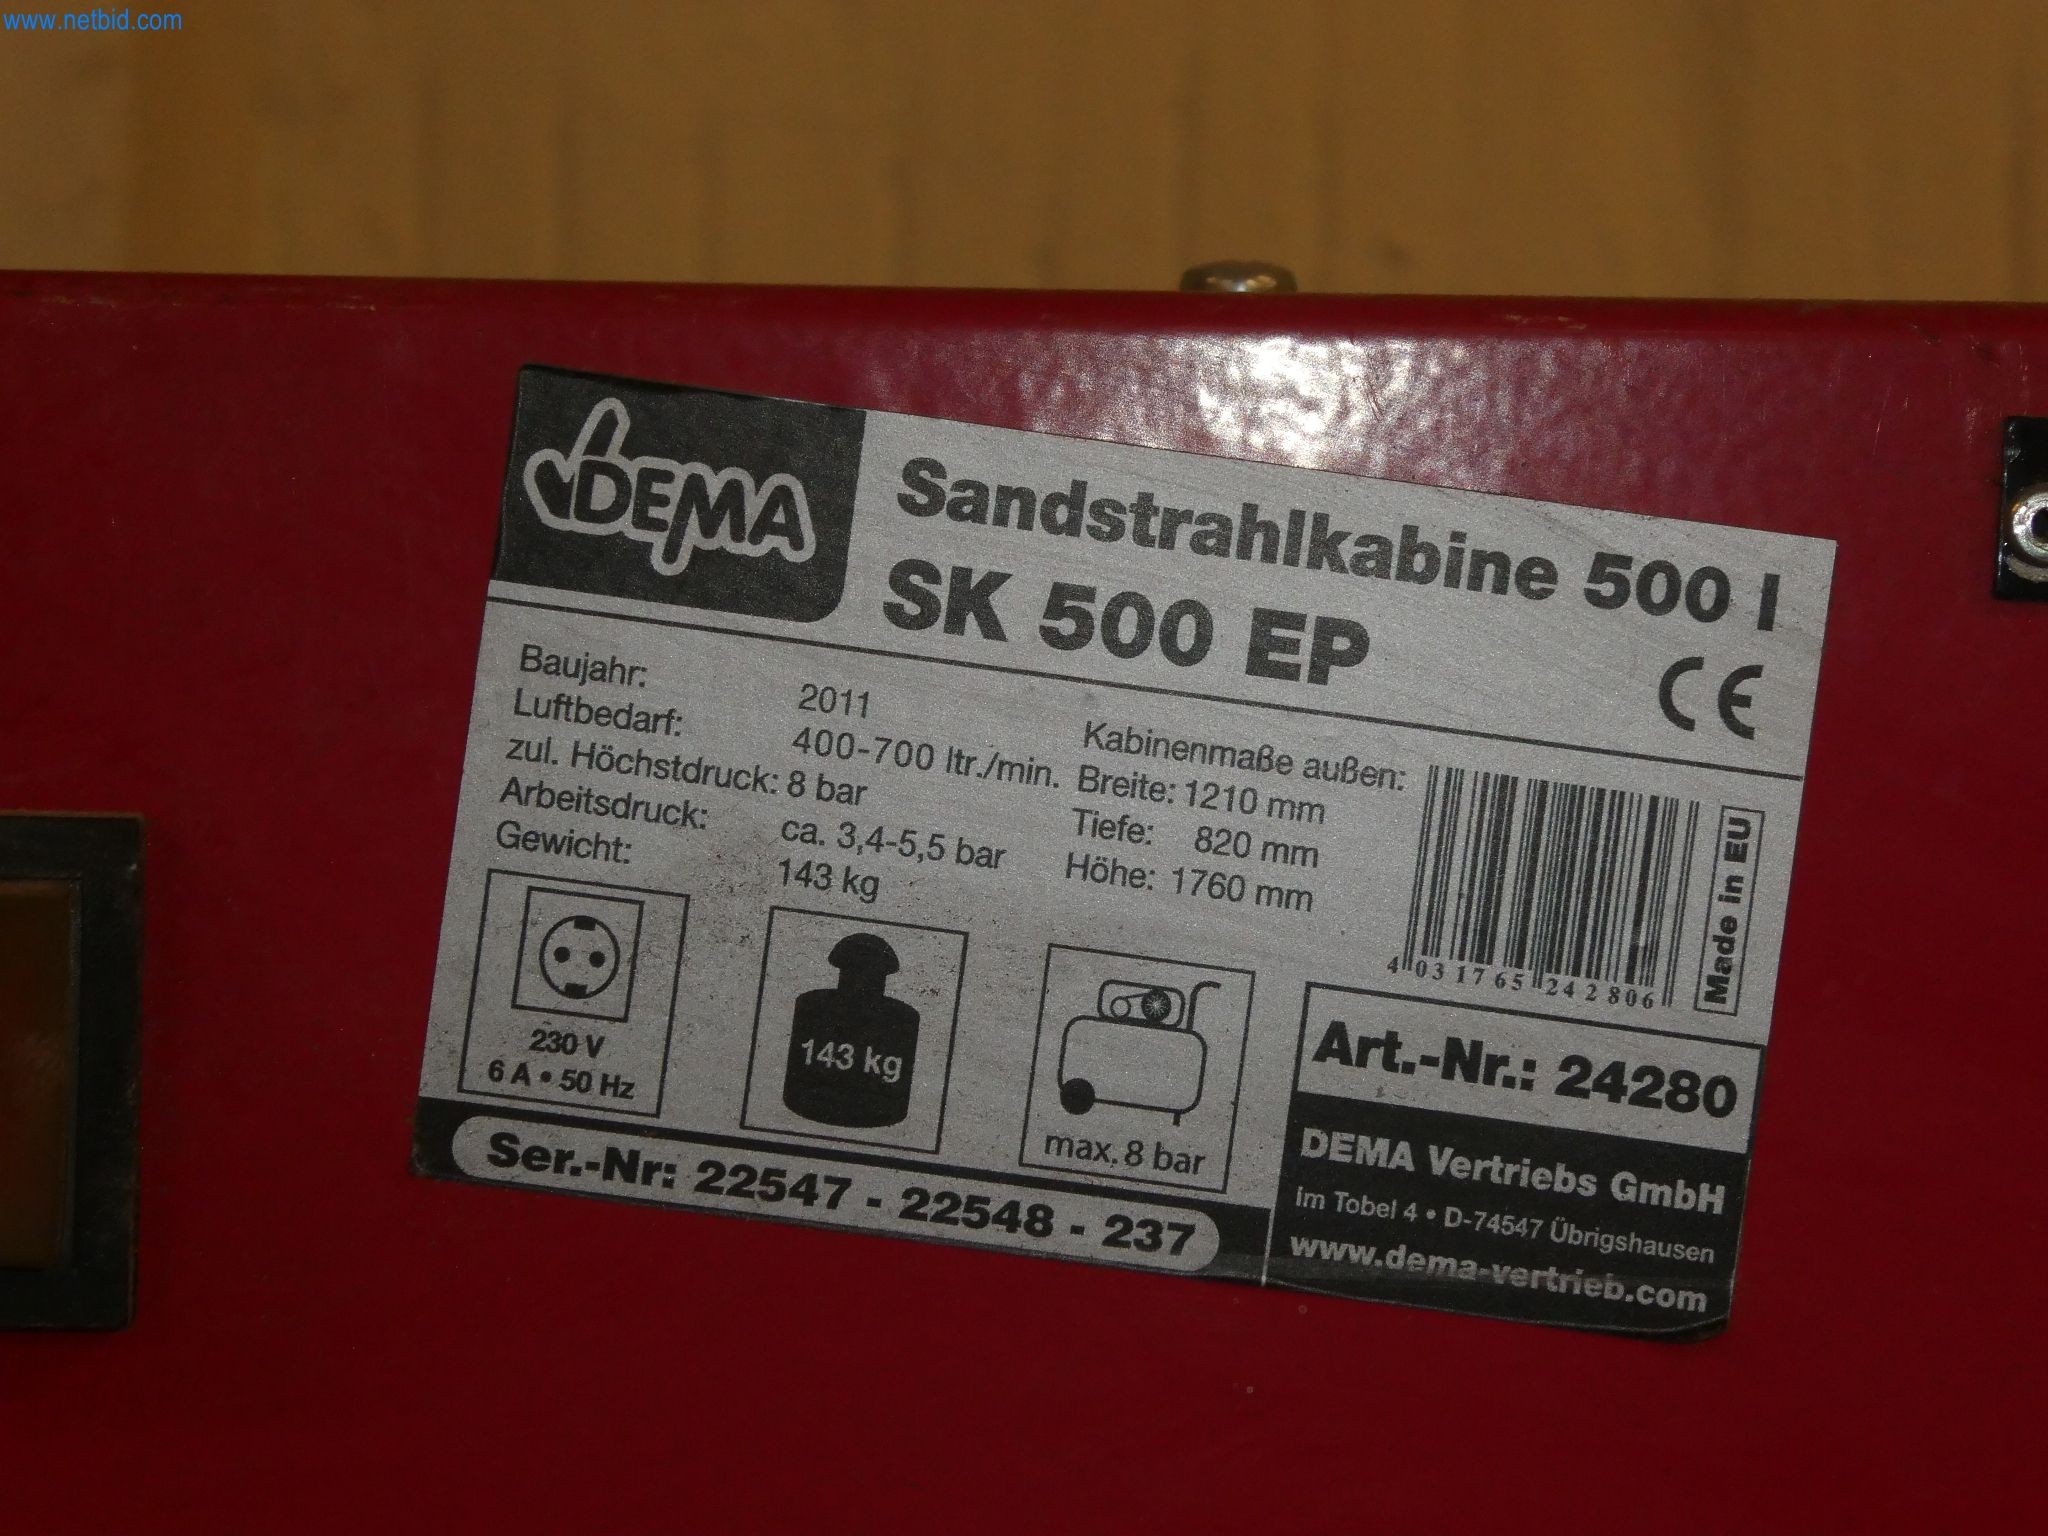 www.netbid.com
DEMA
Sandstrahlkabine 500 l
SK 500 EP
CE
Baujahr: 2011
Luftbedarf: 400-700 ltr./min.
zul. Höchstdruck: 8 bar
Arbeitsdruck: ca. 3,4-5,5 bar
Gewicht: 143 kg
Kabinenmaße außen:
Breite: 1210 mm
Tiefe: 820 mm
Höhe: 1760 mm
4 031765 242806
Made in EU
230 V
6 A • 50 Hz
143 kg
max. 8 bar
Art.-Nr.: 24280
Ser.-Nr: 22547 - 22548 - 237
DEMA Vertriebs GmbH
Im Tobel 4 • D-74547 Übrigshausen
www.dema-vertrieb.com